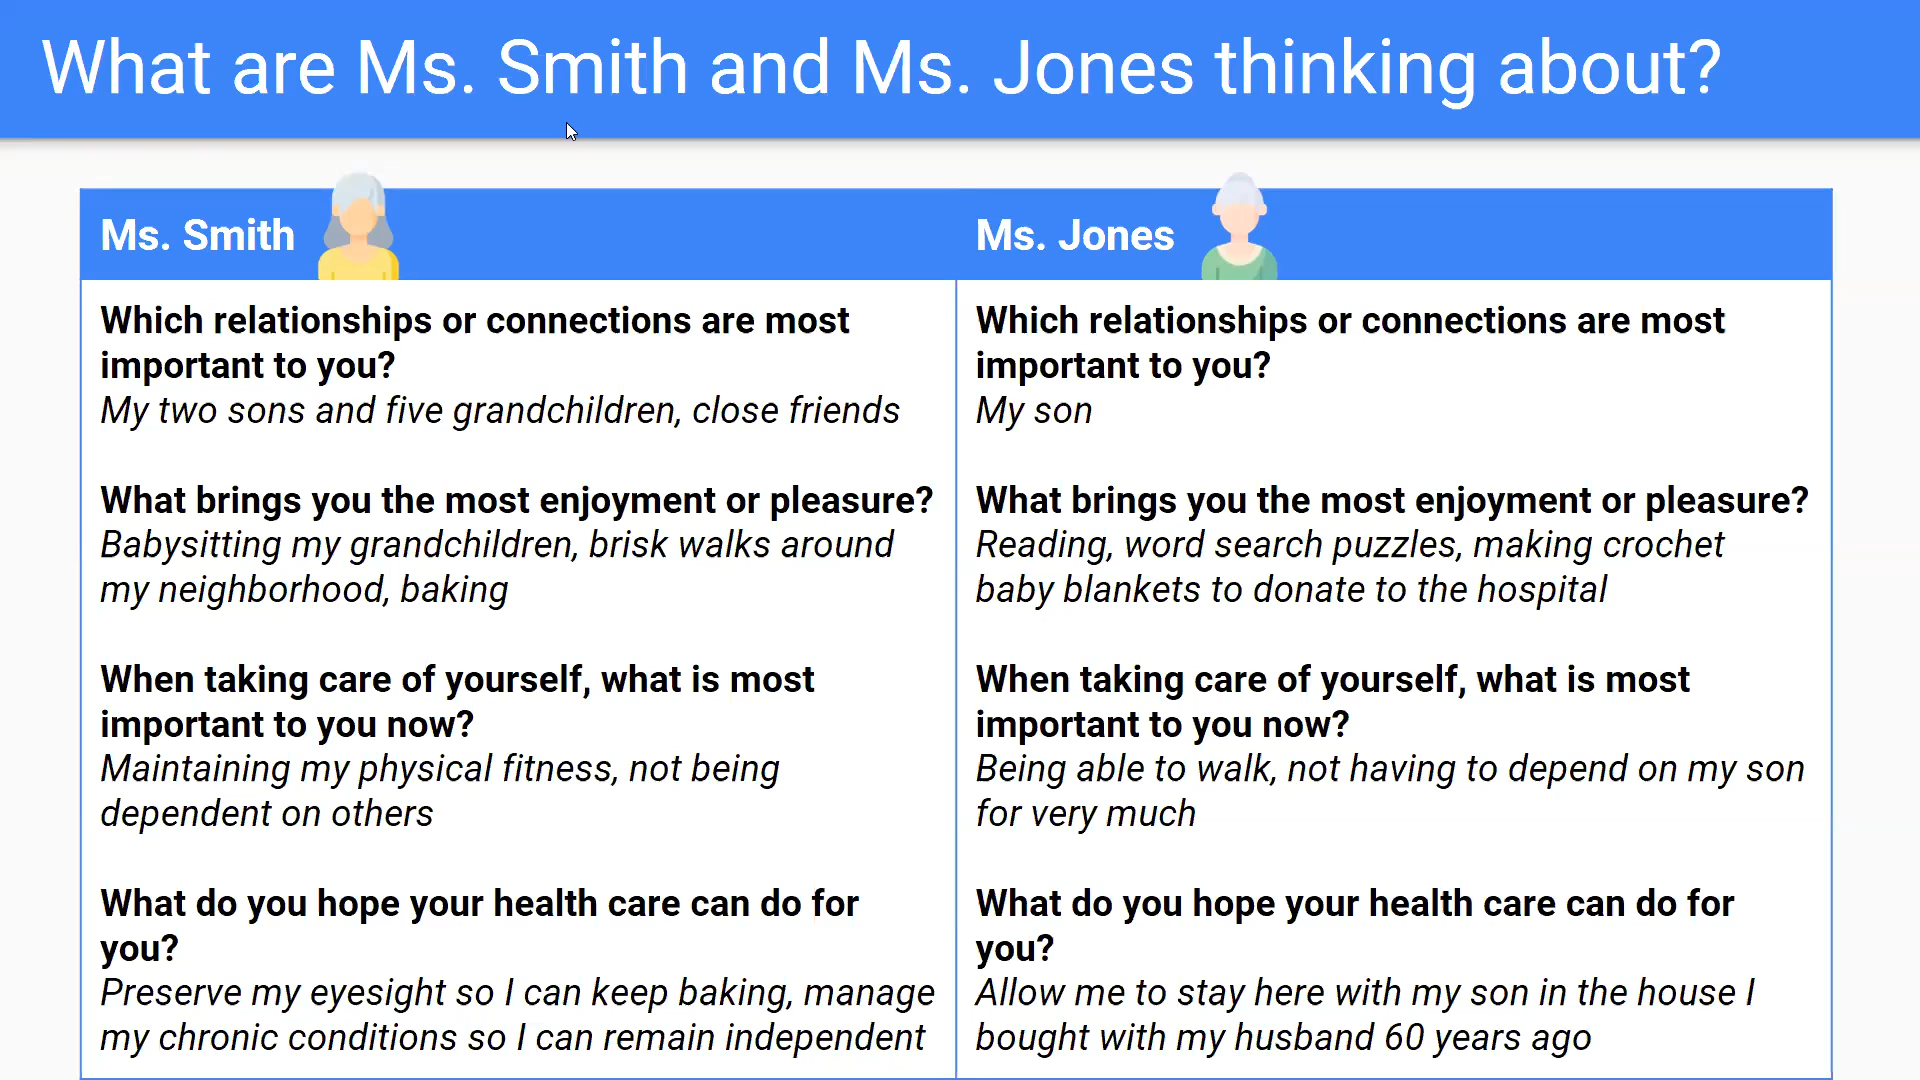 What are Ms. Smith and Ms. Jones thinking about?
Ms. Smith
Which relationships or connections are most
important to you?
My two sons and five grandchildren, close friends
What brings you the most enjoyment or pleasure?
Babysitting my grandchildren, brisk walks around
my neighborhood, baking
When taking care of yourself, what is most
important to you now?
Maintaining my physical fitness, not being
dependent on others
What do you hope your health care can do for
you?
Preserve my eyesight so I can keep baking, manage
my chronic conditions so I can remain independent
Ms. Jones
Which relationships or connections are most
important to you?
My son
What brings you the most enjoyment or pleasure?
Reading, word search puzzles, making crochet
baby blankets to donate to the hospital
When taking care of yourself, what is most
important to you now?
Being able to walk, not having to depend on my son
for very much
What do you hope your health care can do for
you?
Allow me to stay here with my son in the house I
bought with my husband 60 years ago